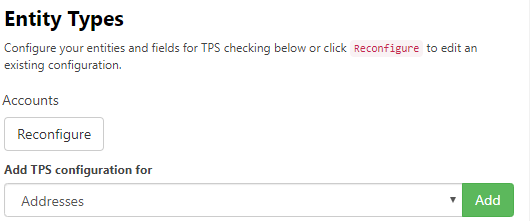 Entity Types
Configure your entities and fields for TPS checking below or click Reconfigure to edit an
existing configuration.
Accounts
Reconfigure
Add TPS configuration for
Addresses Add